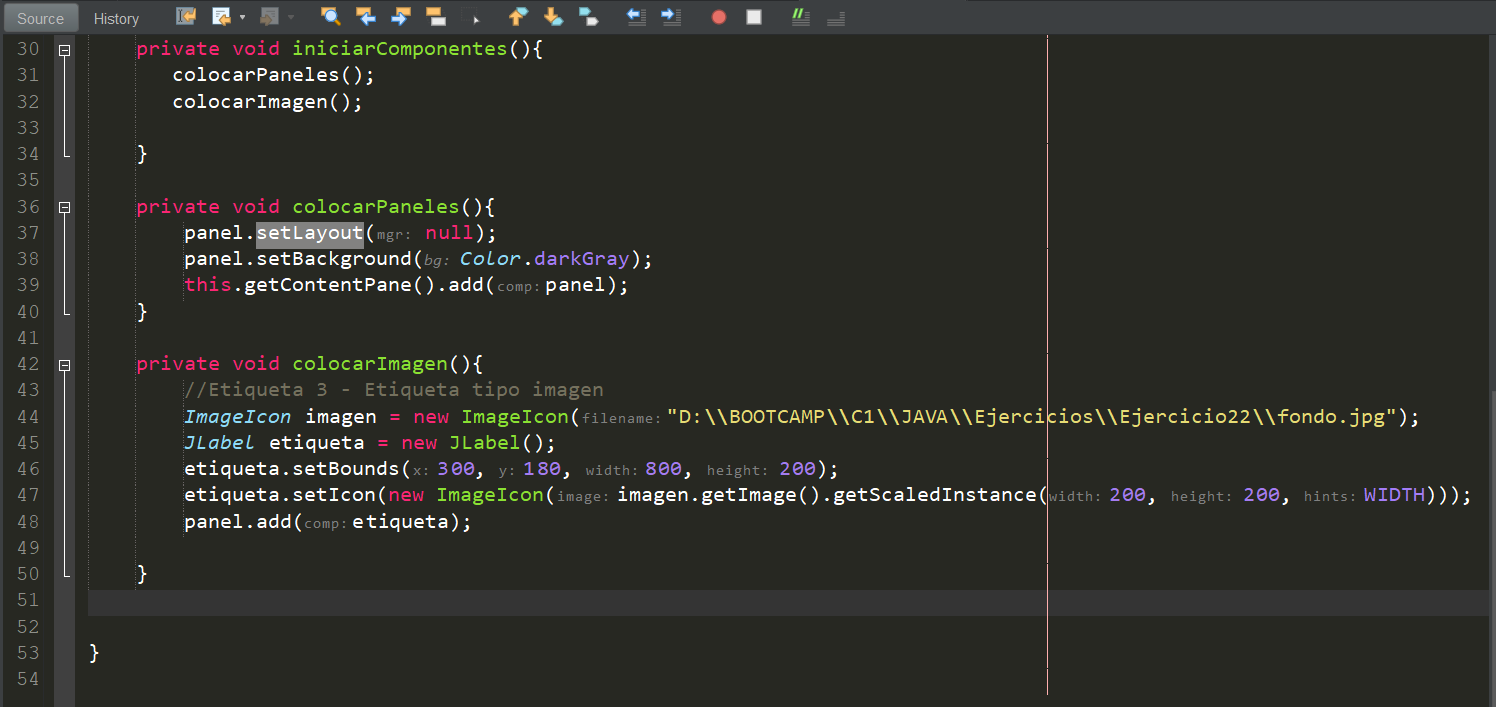 Source History
30 private void iniciarComponentes(){
31 colocarPaneles();
32 colocarImagen();
33
34 }
35
36 private void colocarPaneles(){
37 panel.setLayout(mgr: null);
38 panel.setBackground(bg: Color.darkGray);
39 this.getContentPane().add(comp: panel);
40 }
41
42 private void colocarImagen(){
43 //Etiqueta 3 - Etiqueta tipo imagen
44 ImageIcon imagen = new ImageIcon(filename: "D:\\BOOTCAMP\\C1\\JAVA\\Ejercicios\\Ejercicio22\\fondo.jpg");
45 JLabel etiqueta = new JLabel();
46 etiqueta.setBounds(x: 300, y: 180, width: 800, height: 200);
47 etiqueta.setIcon(new ImageIcon(image: imagen.getImage().getScaledInstance(width: 200, height: 200, hints: WIDTH)));
48 panel.add(comp: etiqueta);
49
50 }
51
52
53 }
54